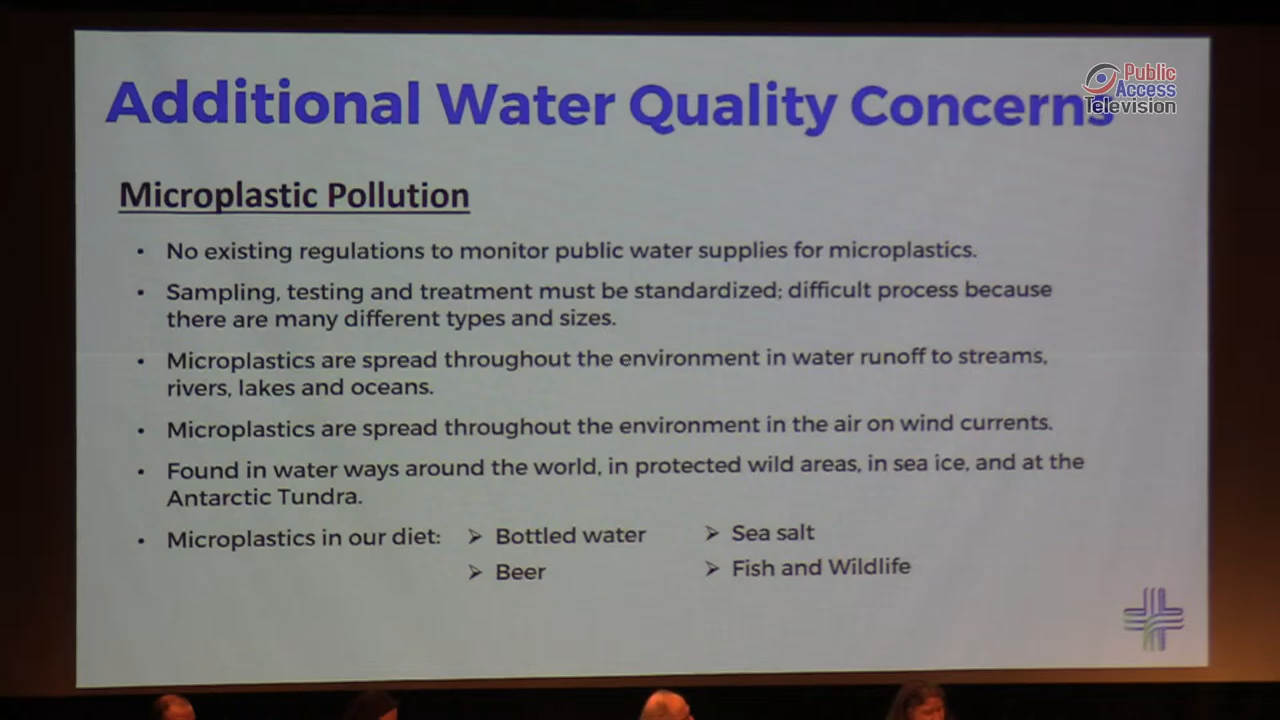 Additional Water Quality Concerns
Public
Access
Television
Microplastic Pollution
• No existing regulations to monitor public water supplies for microplastics.
• Sampling, testing and treatment must be standardized; difficult process because
there are many different types and sizes.
• Microplastics are spread throughout the environment in water runoff to streams,
rivers, lakes and oceans.
• Microplastics are spread throughout the environment in the air on wind currents.
• Found in water ways around the world, in protected wild areas, in sea ice, and at the
Antarctic Tundra.
• Microplastics in our diet: ➢ Bottled water ➢ Sea salt
➢ Beer ➢ Fish and Wildlife